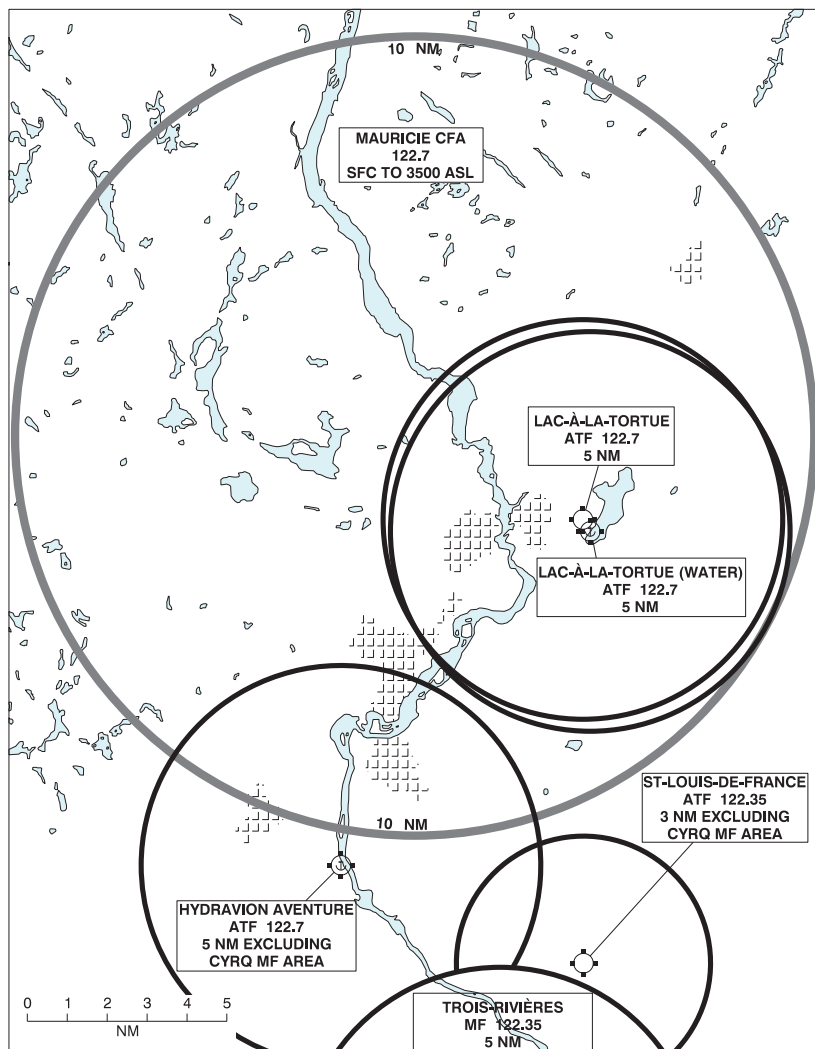 10 NM
MAURICIE CFA
122.7
SFC TO 3500 ASL
LAC-À-LA-TORTUE
ATF 122.7
5 NM
LAC-À-LA-TORTUE (WATER)
ATF 122.7
5 NM
10 NM
ST-LOUIS-DE-FRANCE
ATF 122.35
3 NM EXCLUDING
CYRQ MF AREA
HYDRAVION AVENTURE
ATF 122.7
5 NM EXCLUDING
CYRQ MF AREA
TROIS-RIVIÈRES
MF 122.35
5 NM
0 1 2 3 4 5
NM